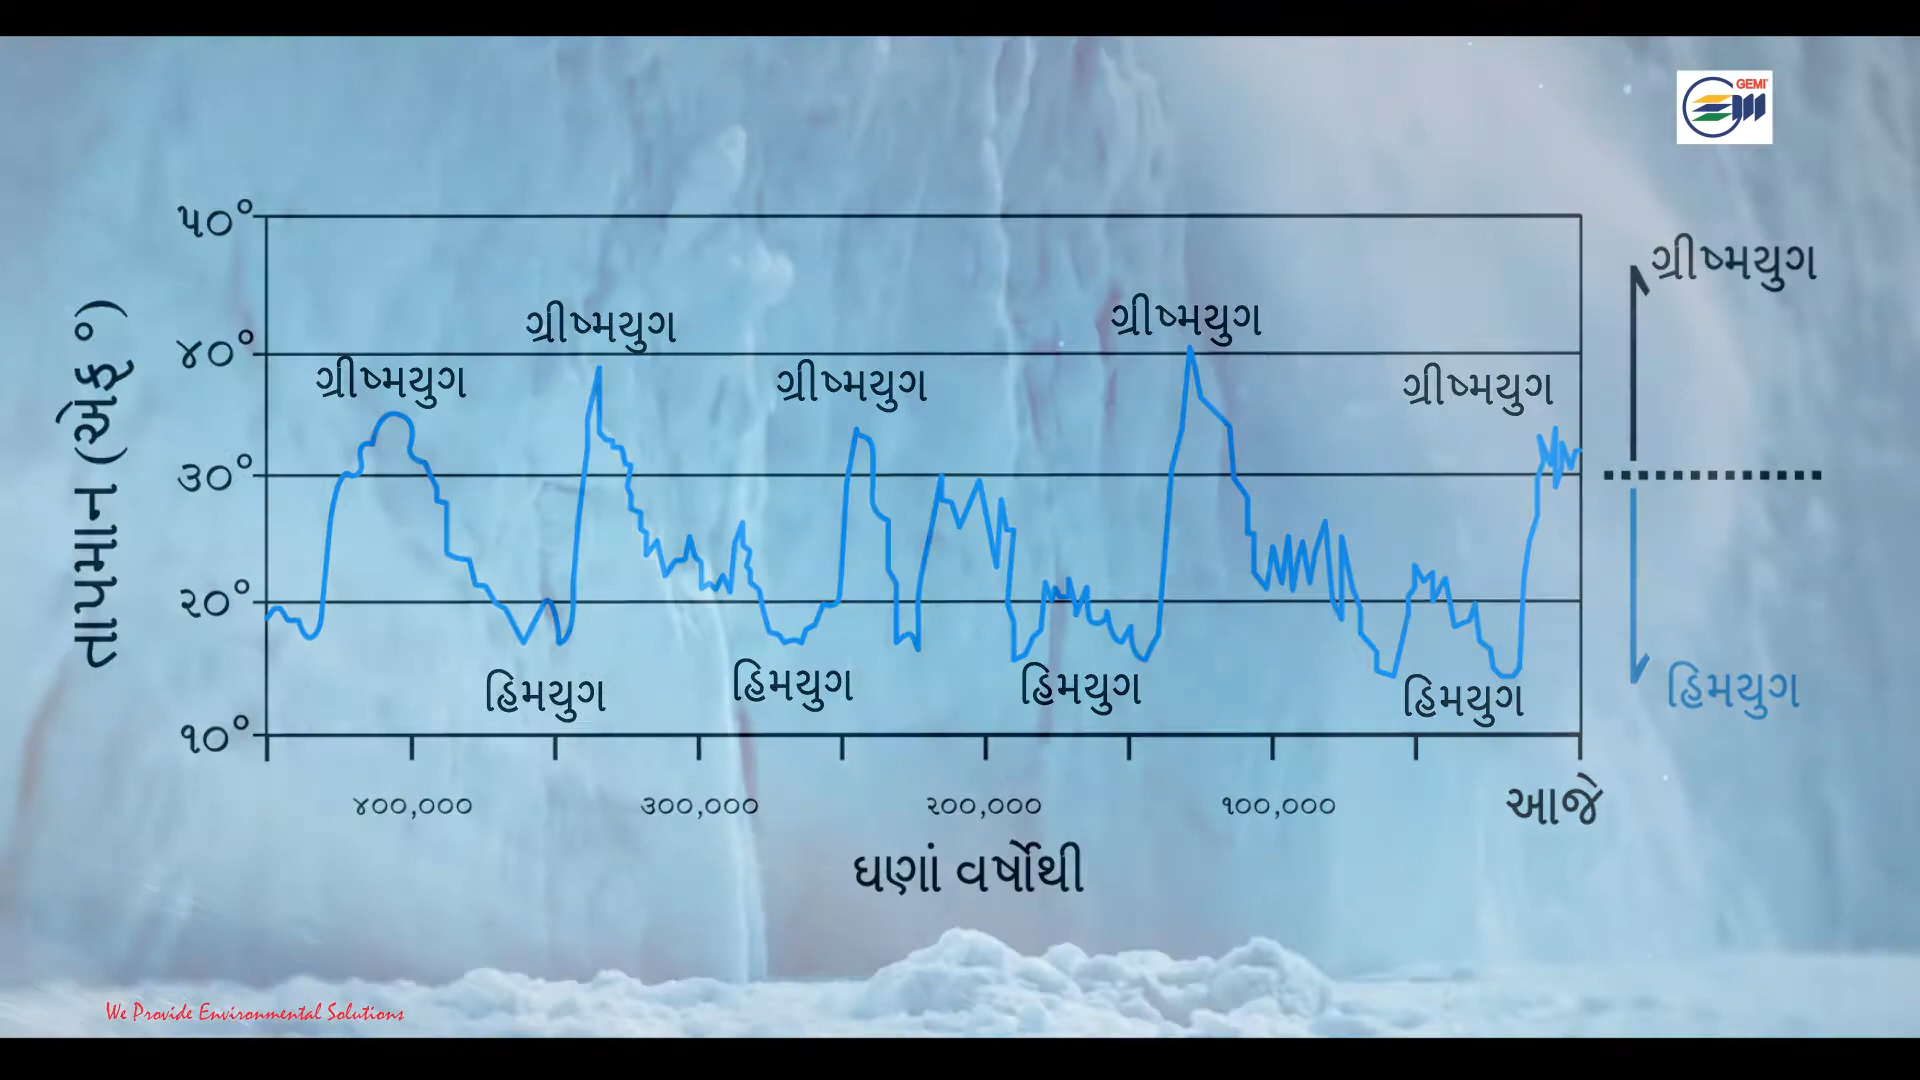 GEMI
૫૦°
ગ્રીષ્મયુગ
ગ્રીષ્મયુગ
ગ્રીષ્મયુગ
૪૦°
ગ્રીષ્મયુગ
ગ્રીષ્મયુગ
ગ્રીષ્મયુગ
તાપમાન (એફ °)
૩૦°
૨૦°
હિમયુગ
હિમયુગ
હિમયુગ
હિમયુગ
હિમયુગ
૧૦°
૪૦૦,૦૦૦
૩૦૦,૦૦૦
૨૦૦,૦૦૦
૧૦૦,૦૦૦
આજે
ઘણાં વર્ષોથી
We Provide Environmental Solutions